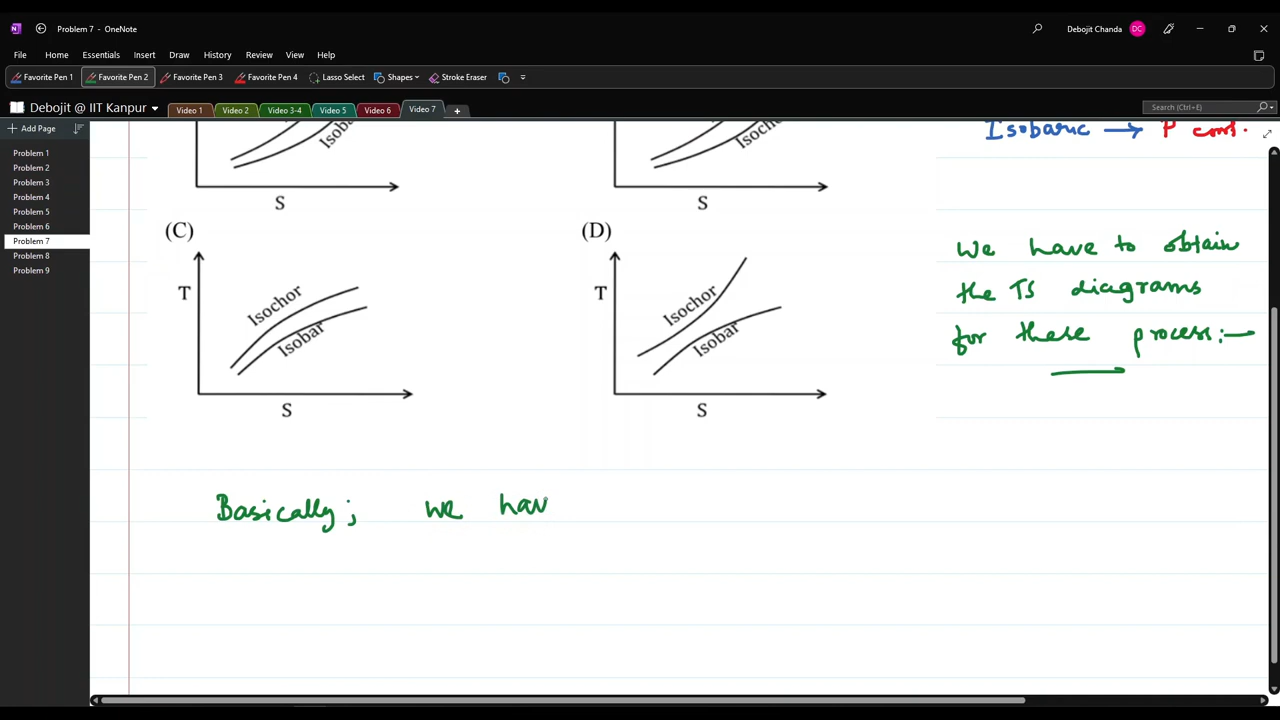 Problem 7 - OneNote
Debojit Chanda DC
File Home Essentials Insert Draw History Review View Help
Favorite Pen 1 Favorite Pen 2 Favorite Pen 3 Favorite Pen 4 Lasso Select Shapes Stroke Eraser
Debojit @ IIT Kanpur Video 1 Video 2 Video 3-4 Video 5 Video 6 Video 7 Search (Ctrl+E)
Add Page
Problem 1
Problem 2
Problem 3
Problem 4
Problem 5
Problem 6
Problem 7
Problem 8
Problem 9
S
S
Isobaric → P cont.
(C)
T
Isochor
Isobar
S
(D)
T
Isochor
Isobar
S
We have to obtain
the TS diagrams
for these process:—
Basically; we hav